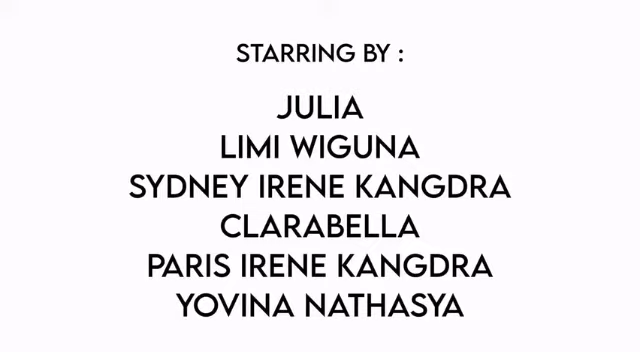 STARRING BY :
JULIA
LIMI WIGUNA
SYDNEY IRENE KANGDRA
CLARABELLA
PARIS IRENE KANGDRA
YOVINA NATHASYA